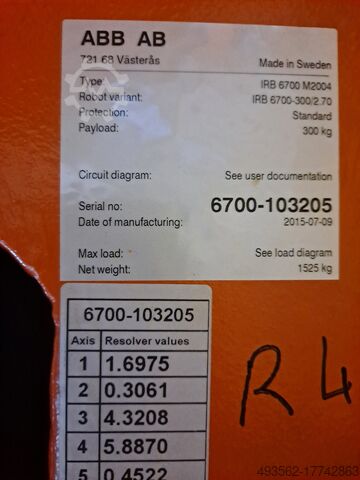 ABB AB
721 68 Västerås Made in Sweden
Type: IRB 6700 M2004
Robot variant: IRB 6700-300/2.70
Protection: Standard
Payload: 300 kg
Circuit diagram: See user documentation
Serial no: 6700-103205
Date of manufacturing: 2015-07-09
Max load: See load diagram
Net weight: 1525 kg
6700-103205
Axis Resolver values
1 1.6975
2 0.3061
3 4.3208
4 5.8870
5 0.4522
R 4
493562-17742863